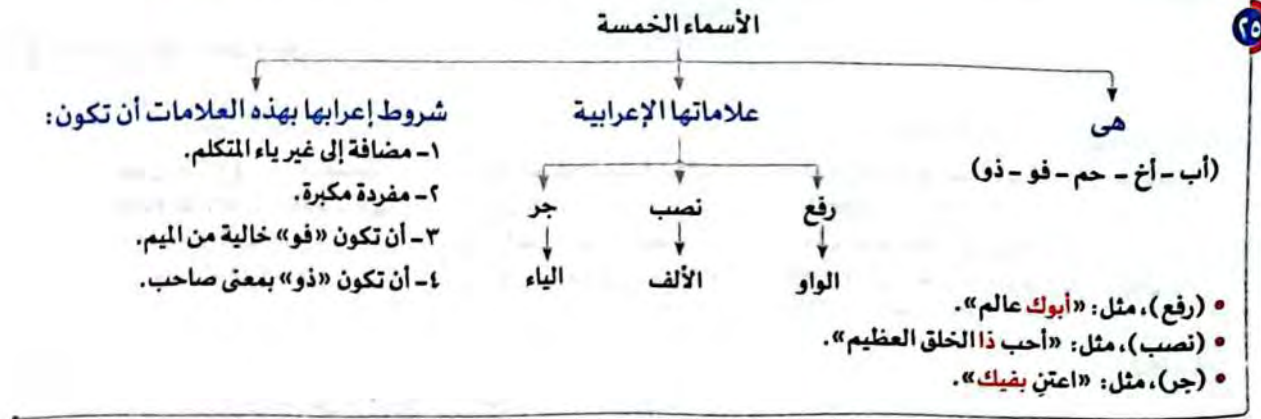 ٢٥
الأسماء الخمسة
هى
(أب - أخ - حم - فو - ذو)
علاماتها الإعرابية
رفع نصب جر
الواو الألف الياء
شروط إعرابها بهذه العلامات أن تكون:
١- مضافة إلى غير ياء المتكلم.
٢- مفردة مكبرة.
٣- أن تكون «فو» خالية من الميم.
٤- أن تكون «ذو» بمعنى صاحب.
• (رفع)، مثل: «أبوك عالم».
• (نصب)، مثل: «أحب ذا الخلق العظيم».
• (جر)، مثل: «اعتنِ بفيك».